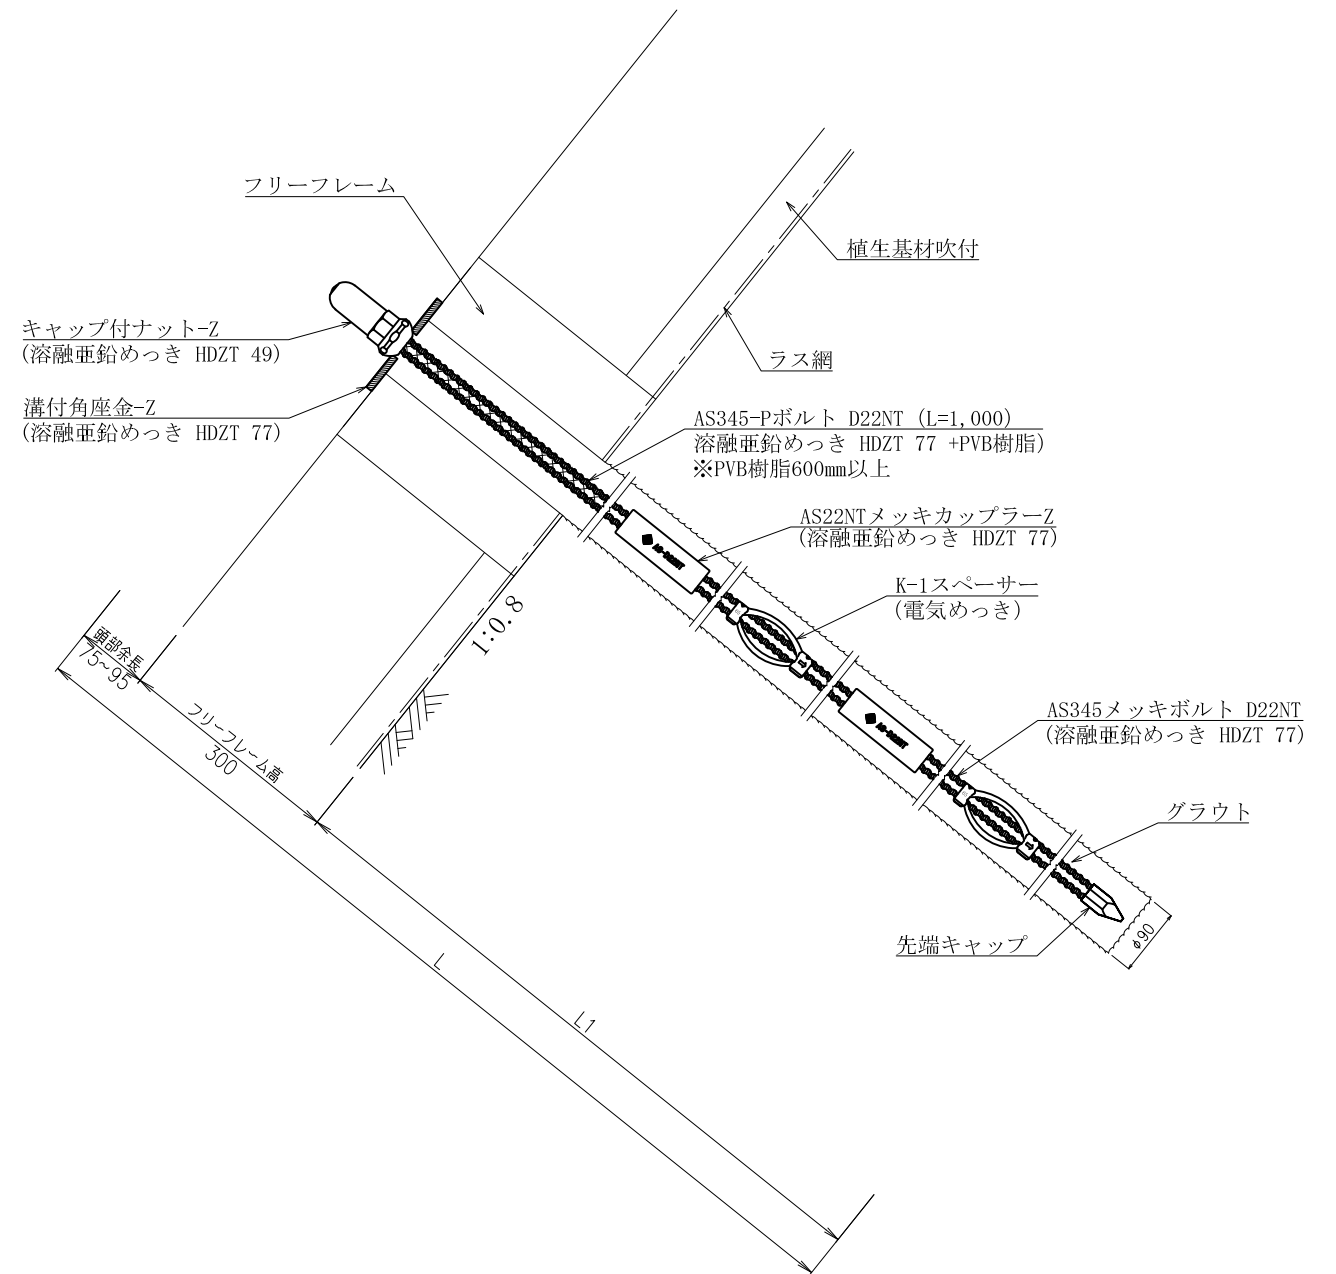 フリーフレーム
植生基材吹付
キャップ付ナット-Z
(溶融亜鉛めっき HDZT 49)
ラス網
溝付角座金-Z
(溶融亜鉛めっき HDZT 77)
AS345-Pボルト D22NT (L=1,000)
溶融亜鉛めっき HDZT 77 +PVB樹脂)
※PVB樹脂600mm以上
AS22NTメッキカップラーZ
(溶融亜鉛めっき HDZT 77)
K-1スペーサー
(電気めっき)
1:0.8
頭部余長
75~95
フリーフレーム高
300
AS345メッキボルト D22NT
(溶融亜鉛めっき HDZT 77)
グラウト
先端キャップ
φ90
L
L1